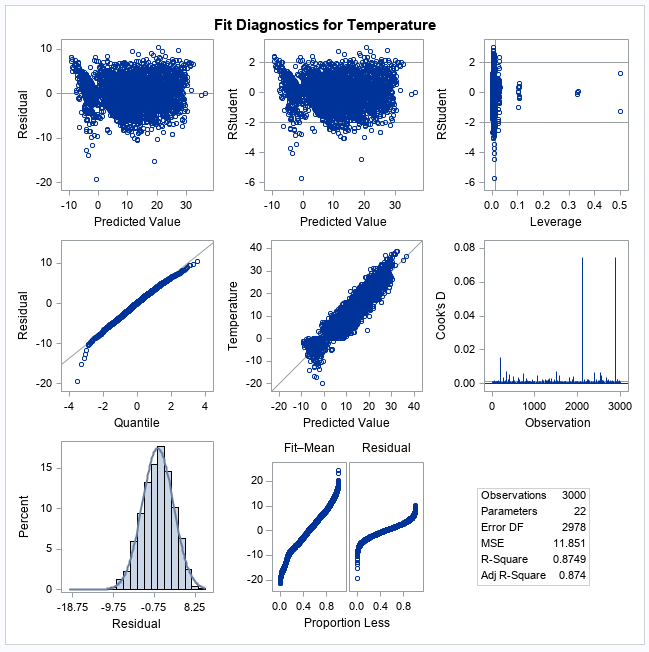 Fit Diagnostics for Temperature
10
0
-10
-20
Residual
-10 0 10 20 30
Predicted Value
2
0
-2
-4
-6
RStudent
-10 0 10 20 30
Predicted Value
2
0
-2
-4
-6
RStudent
0.0 0.1 0.2 0.3 0.4 0.5
Leverage
10
0
-10
-20
Residual
-4 -2 0 2 4
Quantile
40
30
20
10
0
-10
-20
Temperature
-20 -10 0 10 20 30 40
Predicted Value
0.08
0.06
0.04
0.02
0.00
Cook's D
0 1000 2000 3000
Observation
15
10
5
0
Percent
-18.75 -9.75 -0.75 8.25
Residual
Fit–Mean Residual
20
10
0
-10
-20
0.0 0.4 0.8 0.0 0.4 0.8
Proportion Less
Observations 3000
Parameters 22
Error DF 2978
MSE 11.851
R-Square 0.8749
Adj R-Square 0.874